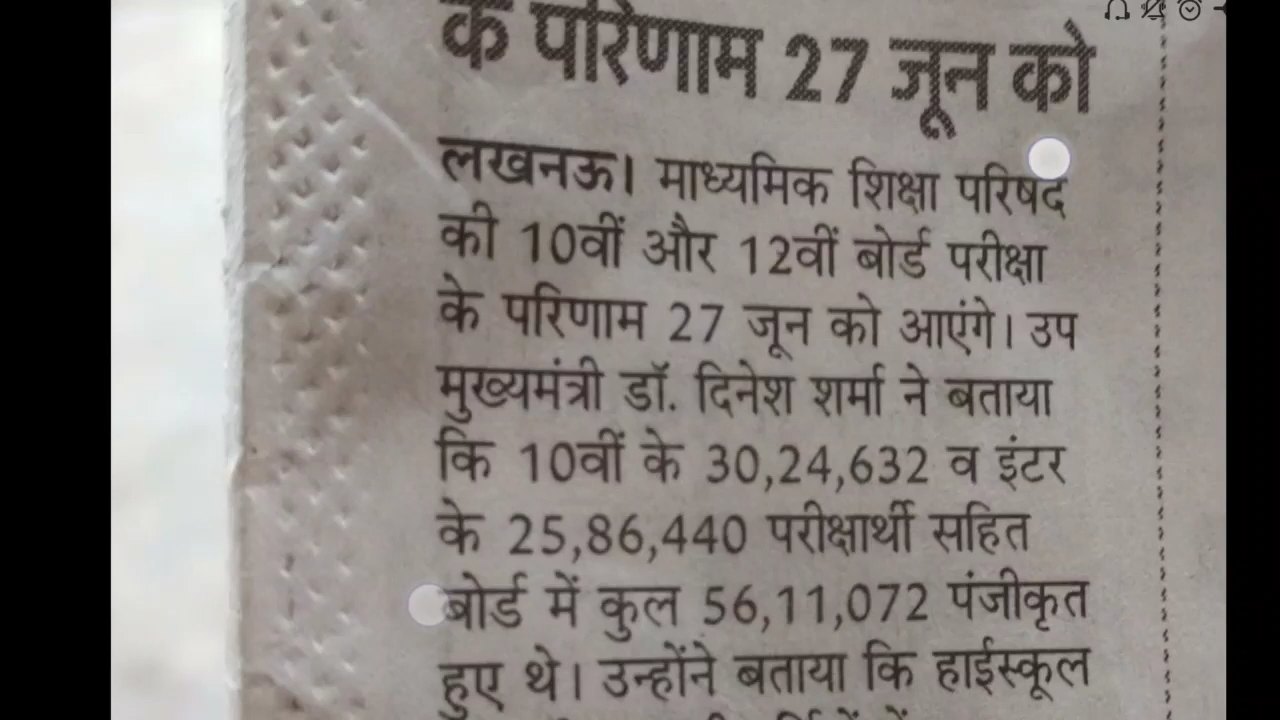 के परिणाम 27 जून को
लखनऊ। माध्यमिक शिक्षा परिषद
की 10वीं और 12वीं बोर्ड परीक्षा
के परिणाम 27 जून को आएंगे। उप
मुख्यमंत्री डॉ. दिनेश शर्मा ने बताया
कि 10वीं के 30,24,632 व इंटर
के 25,86,440 परीक्षार्थी सहित
बोर्ड में कुल 56,11,072 पंजीकृत
हुए थे। उन्होंने बताया कि हाईस्कूल